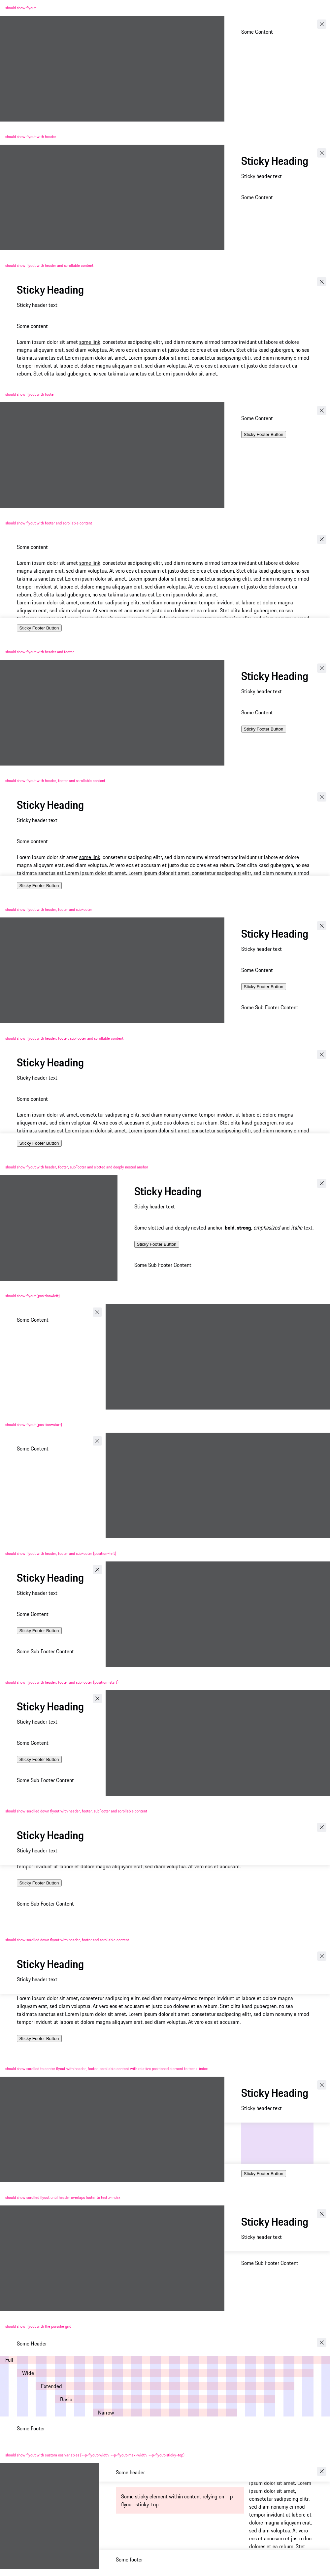 should show flyout
Some Content
should show flyout with header
Sticky Heading
Sticky header text
Some Content
should show flyout with header and scrollable content
Sticky Heading
Sticky header text
Some content
Lorem ipsum dolor sit amet some link, consetetur sadipscing elitr, sed diam nonumy eirmod tempor invidunt ut labore et dolore
magna aliquyam erat, sed diam voluptua. At vero eos et accusam et justo duo dolores et ea rebum. Stet clita kasd gubergren, no sea
takimata sanctus est Lorem ipsum dolor sit amet. Lorem ipsum dolor sit amet, consetetur sadipscing elitr, sed diam nonumy eirmod
tempor invidunt ut labore et dolore magna aliquyam erat, sed diam voluptua. At vero eos et accusam et justo duo dolores et ea
rebum. Stet clita kasd gubergren, no sea takimata sanctus est Lorem ipsum dolor sit amet.
should show flyout with footer
Some Content
Sticky Footer Button
should show flyout with footer and scrollable content
Some content
Lorem ipsum dolor sit amet some link, consetetur sadipscing elitr, sed diam nonumy eirmod tempor invidunt ut labore et dolore
magna aliquyam erat, sed diam voluptua. At vero eos et accusam et justo duo dolores et ea rebum. Stet clita kasd gubergren, no sea
takimata sanctus est Lorem ipsum dolor sit amet. Lorem ipsum dolor sit amet, consetetur sadipscing elitr, sed diam nonumy eirmod
tempor invidunt ut labore et dolore magna aliquyam erat, sed diam voluptua. At vero eos et accusam et justo duo dolores et ea
rebum. Stet clita kasd gubergren, no sea takimata sanctus est Lorem ipsum dolor sit amet.
Lorem ipsum dolor sit amet, consetetur sadipscing elitr, sed diam nonumy eirmod tempor invidunt ut labore et dolore magna
aliquyam erat, sed diam voluptua. At vero eos et accusam et justo duo dolores et ea rebum. Stet clita kasd gubergren, no sea
takimata sanctus est Lorem ipsum dolor sit amet. Lorem ipsum dolor sit amet, consetetur sadipscing elitr, sed diam nonumy eirmod
Sticky Footer Button
should show flyout with header and footer
Sticky Heading
Sticky header text
Some Content
Sticky Footer Button
should show flyout with header, footer and scrollable content
Sticky Heading
Sticky header text
Some content
Lorem ipsum dolor sit amet some link, consetetur sadipscing elitr, sed diam nonumy eirmod tempor invidunt ut labore et dolore
magna aliquyam erat, sed diam voluptua. At vero eos et accusam et justo duo dolores et ea rebum. Stet clita kasd gubergren, no sea
takimata sanctus est Lorem ipsum dolor sit amet. Lorem ipsum dolor sit amet, consetetur sadipscing elitr, sed diam nonumy eirmod
Sticky Footer Button
should show flyout with header, footer and subfooter
Sticky Heading
Sticky header text
Some Content
Sticky Footer Button
Some Sub Footer Content
should show flyout with header, footer, subFooter and scrollable content
Sticky Heading
Sticky header text
Some content
Lorem ipsum dolor sit amet, consetetur sadipscing elitr, sed diam nonumy eirmod tempor invidunt ut labore et dolore magna
aliquyam erat, sed diam voluptua. At vero eos et accusam et justo duo dolores et ea rebum. Stet clita kasd gubergren, no sea
takimata sanctus est Lorem ipsum dolor sit amet. Lorem ipsum dolor sit amet, consetetur sadipscing elitr, sed diam nonumy eirmod
Sticky Footer Button
should show flyout with header, footer, subFooter and slotted and deeply nested anchor
Sticky Heading
Sticky header text
Some slotted and deeply nested anchor, bold, strong, emphasized and italic text.
Sticky Footer Button
Some Sub Footer Content
should show flyout (position=left)
Some Content
should show flyout (position=start)
Some Content
should show flyout with header, footer and subFooter (position=left)
Sticky Heading
Sticky header text
Some Content
Sticky Footer Button
Some Sub Footer Content
should show flyout with header, footer and subFooter (position=start)
Sticky Heading
Sticky header text
Some Content
Sticky Footer Button
Some Sub Footer Content
should show scrolled down flyout with header, footer, subFooter and scrollable content
Sticky Heading
Sticky header text
tempor invidunt ut labore et dolore magna aliquyam erat, sed diam voluptua. At vero eos et accusam.
Sticky Footer Button
Some Sub Footer Content
should show scrolled down flyout with header, footer and scrollable content
Sticky Heading
Sticky header text
Lorem ipsum dolor sit amet, consetetur sadipscing elitr, sed diam nonumy eirmod tempor invidunt ut labore et dolore magna
aliquyam erat, sed diam voluptua. At vero eos et accusam et justo duo dolores et ea rebum. Stet clita kasd gubergren, no sea
takimata sanctus est Lorem ipsum dolor sit amet. Lorem ipsum dolor sit amet, consetetur sadipscing elitr, sed diam nonumy eirmod
tempor invidunt ut labore et dolore magna aliquyam erat, sed diam voluptua. At vero eos et accusam.
Sticky Footer Button
should show scrolled to center flyout with header, footer, scrollable content with relative positioned element to test z-index
Sticky Heading
Sticky header text
Sticky Footer Button
should show scrolled flyout with header overlaps footer to test z-index
Sticky Heading
Sticky header text
Some Sub Footer Content
should show flyout with the porsche grid
Some Header
Full
Wide
Extended
Basic
Narrow
Some Footer
should show flyout with custom css variables (--p-flyout-width, --p-flyout-max-width, --p-flyout-sticky-top)
Some header
Some sticky element within content relying on --p-
flyout-sticky-top
ipsum dolor sit amet. Lorem
ipsum dolor sit amet,
consetetur sadipscing elitr,
sed diam nonumy eirmod
tempor invidunt ut labore et
dolore magna aliquyam erat,
sed diam voluptua. At vero
eos et accusam et justo duo
dolores et ea rebum. Stet
Some footer